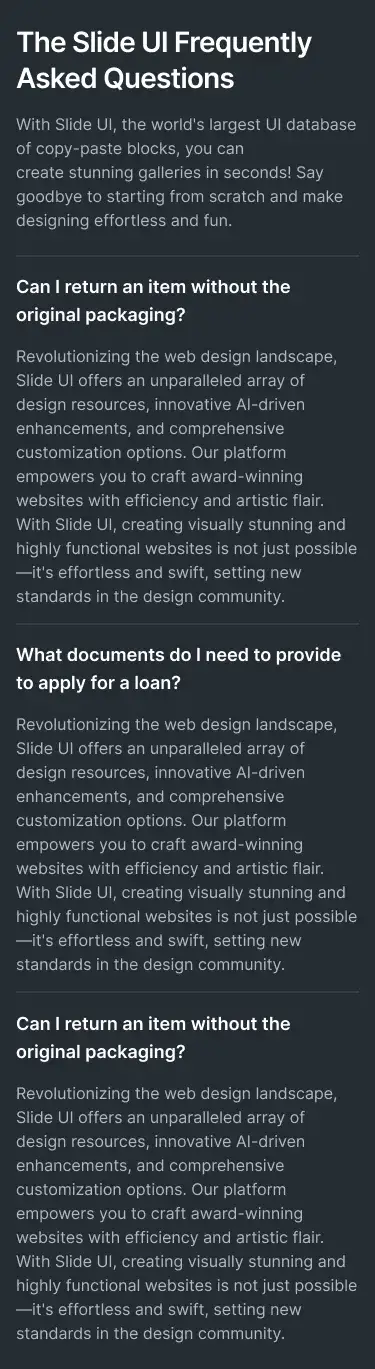 The Slide UI Frequently
Asked Questions
With Slide UI, the world's largest UI database
of copy-paste blocks, you can
create stunning galleries in seconds! Say
goodbye to starting from scratch and make
designing effortless and fun.
Can I return an item without the
original packaging?
Revolutionizing the web design landscape,
Slide UI offers an unparalleled array of
design resources, innovative AI-driven
enhancements, and comprehensive
customization options. Our platform
empowers you to craft award-winning
websites with efficiency and artistic flair.
With Slide UI, creating visually stunning and
highly functional websites is not just possible
—it's effortless and swift, setting new
standards in the design community.
What documents do I need to provide
to apply for a loan?
Revolutionizing the web design landscape,
Slide UI offers an unparalleled array of
design resources, innovative AI-driven
enhancements, and comprehensive
customization options. Our platform
empowers you to craft award-winning
websites with efficiency and artistic flair.
With Slide UI, creating visually stunning and
highly functional websites is not just possible
—it's effortless and swift, setting new
standards in the design community.
Can I return an item without the
original packaging?
Revolutionizing the web design landscape,
Slide UI offers an unparalleled array of
design resources, innovative AI-driven
enhancements, and comprehensive
customization options. Our platform
empowers you to craft award-winning
websites with efficiency and artistic flair.
With Slide UI, creating visually stunning and
highly functional websites is not just possible
—it's effortless and swift, setting new
standards in the design community.